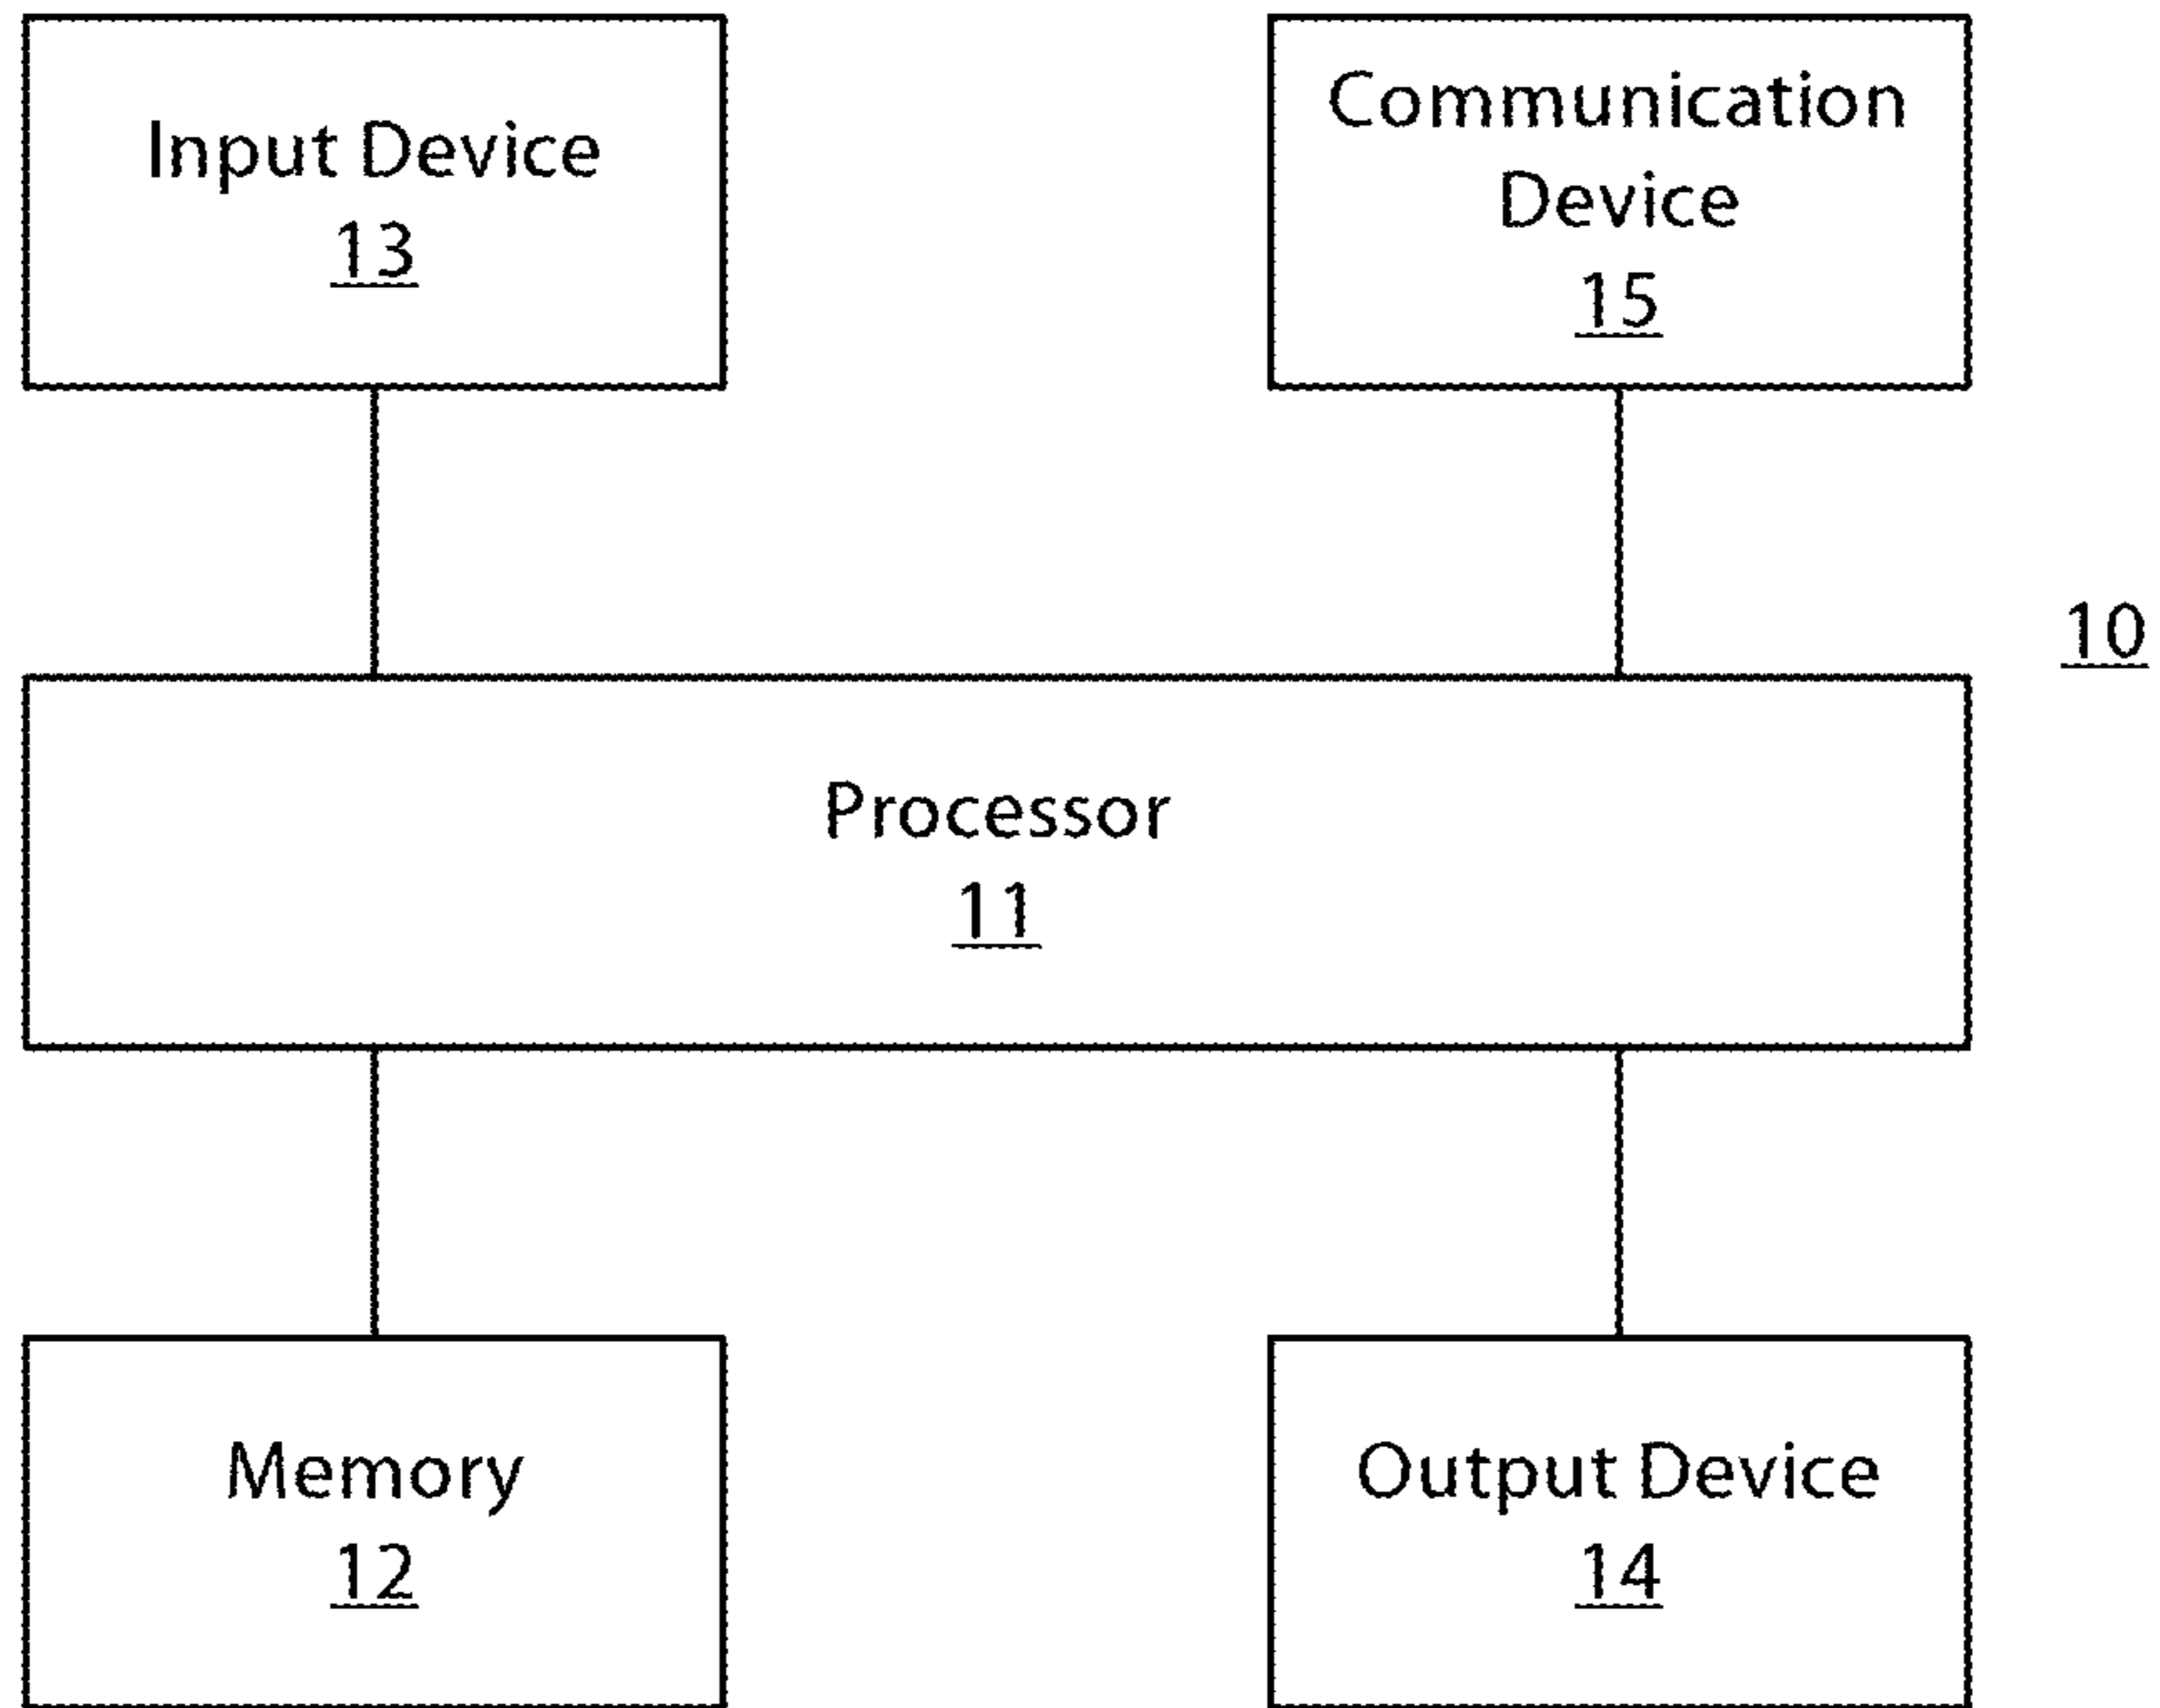 Input Device
13
Communication
Device
15
10
Processor
11
Memory
12
Output Device
14